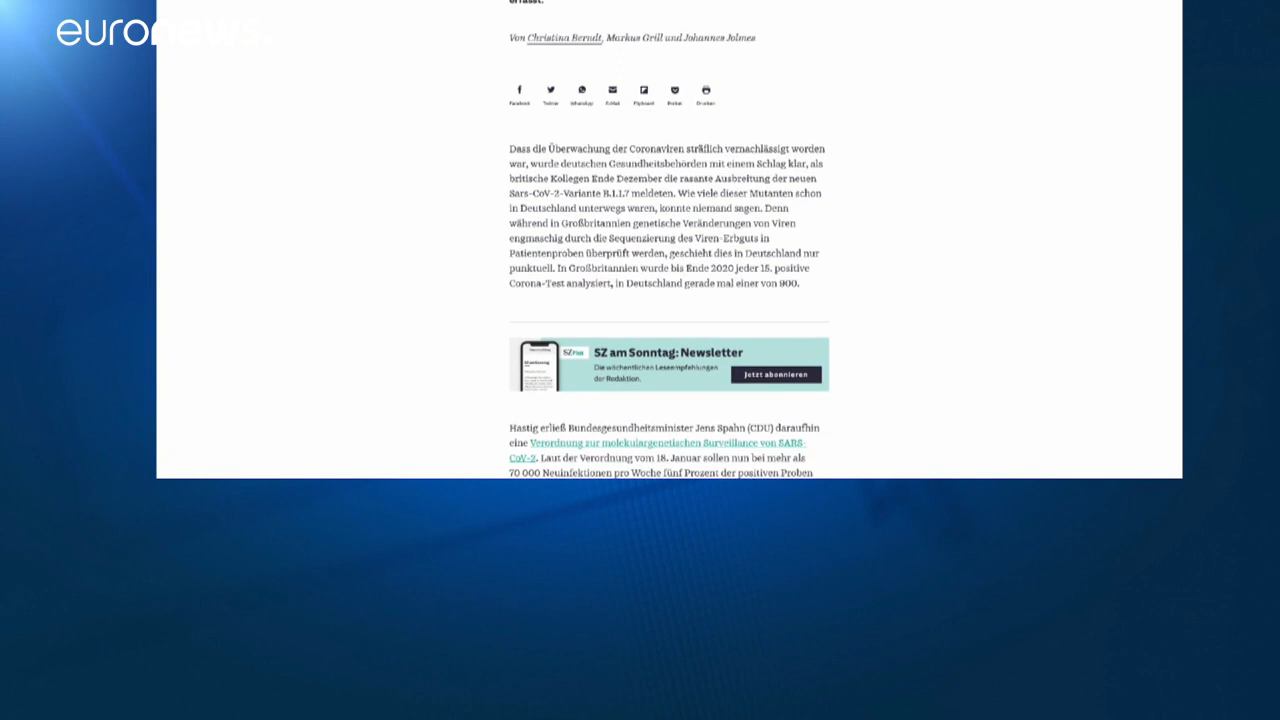 euronews.
erfasst.
Von Christina Berndt, Markus Grill und Johannes Jolmes
Facebook Twitter WhatsApp E-Mail Flipboard Pocket Drucken
Dass die Überwachung der Coronaviren sträflich vernachlässigt worden
war, wurde deutschen Gesundheitsbehörden mit einem Schlag klar, als
britische Kollegen Ende Dezember die rasante Ausbreitung der neuen
Sars-CoV-2-Variante B.1.1.7 meldeten. Wie viele dieser Mutanten schon
in Deutschland unterwegs waren, konnte niemand sagen. Denn
während in Großbritannien genetische Veränderungen von Viren
engmaschig durch die Sequenzierung des Viren-Erbguts in
Patientenproben überprüft werden, geschieht dies in Deutschland nur
punktuell. In Großbritannien wurde bis Ende 2020 jeder 15. positive
Corona-Test analysiert, in Deutschland gerade mal einer von 900.
SZ Plus
SZ am Sonntag: Newsletter
Die wöchentlichen Leseempfehlungen
der Redaktion.
Jetzt abonnieren
Hastig erließ Bundesgesundheitsminister Jens Spahn (CDU) daraufhin
eine Verordnung zur molekulargenetischen Surveillance von SARS-
CoV-2. Laut der Verordnung vom 18. Januar sollen nun bei mehr als
70 000 Neuinfektionen pro Woche fünf Prozent der positiven Proben